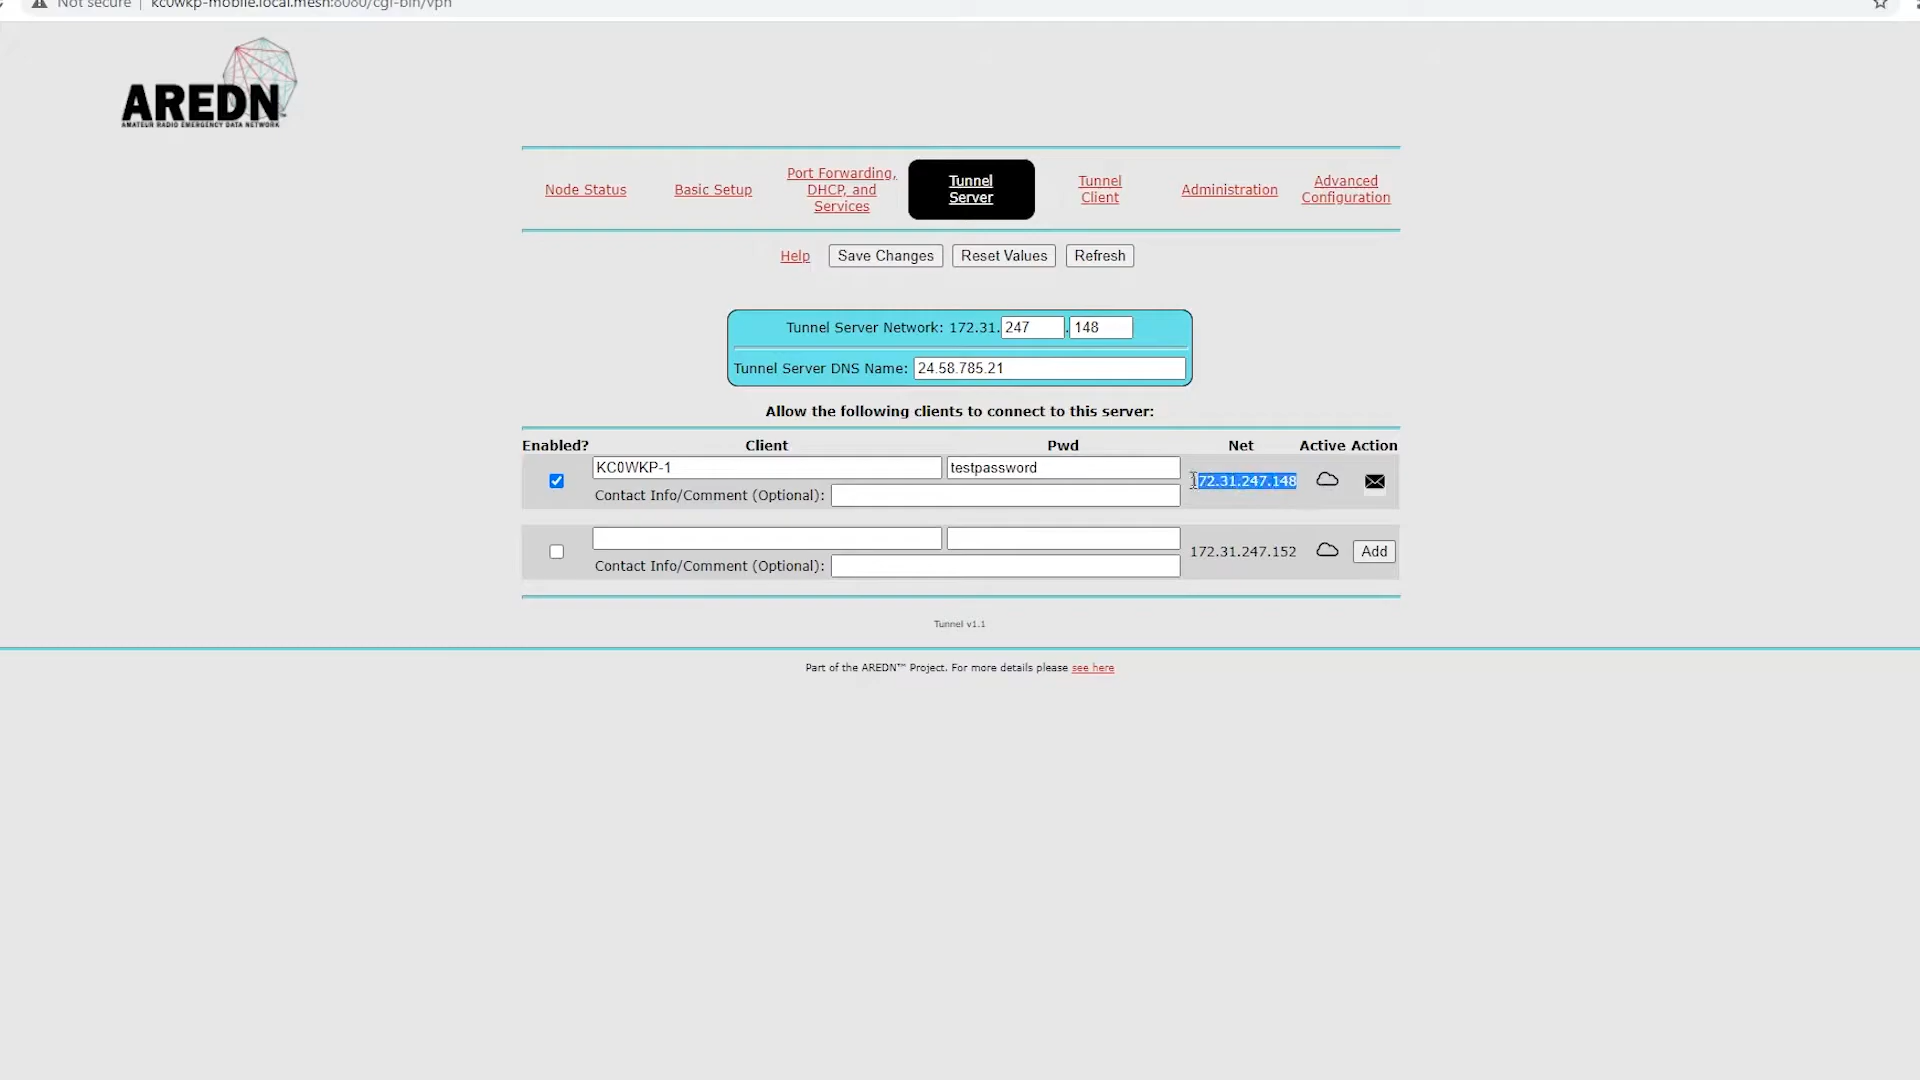 Not secure | kc0wkp-mobile.local.mesh:8080/cgi-bin/vpn
AREDN
AMATEUR RADIO EMERGENCY DATA NETWORK
Node Status
Basic Setup
Port Forwarding,
DHCP, and
Services
Tunnel
Server
Tunnel
Client
Administration
Advanced
Configuration
Help Save Changes Reset Values Refresh
Tunnel Server Network: 172.31. 247 . 148
Tunnel Server DNS Name: 24.58.785.21
Allow the following clients to connect to this server:
Enabled? Client Pwd Net Active Action
KC0WKP-1 testpassword 172.31.247.148
Contact Info/Comment (Optional):
172.31.247.152 Add
Contact Info/Comment (Optional):
Tunnel v1.1
Part of the AREDN™ Project. For more details please see here